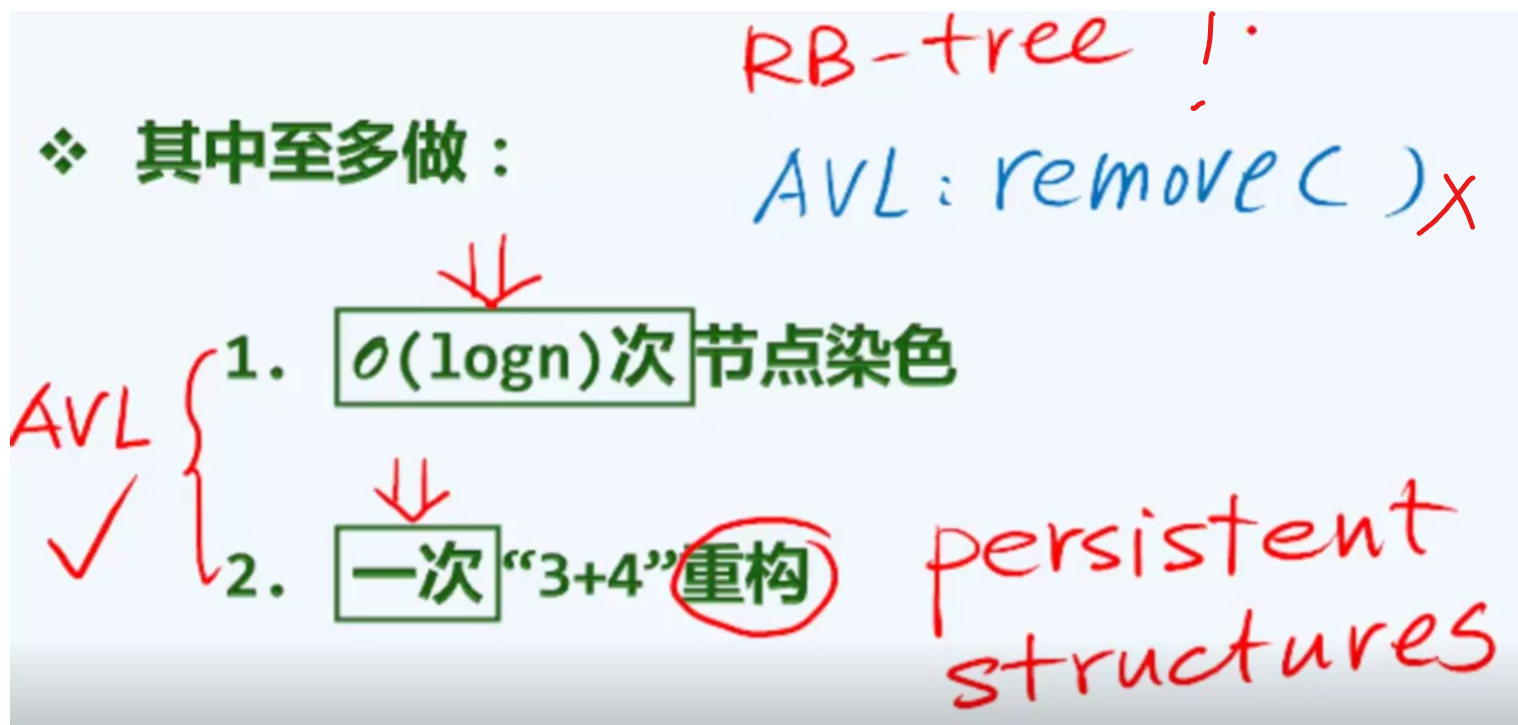 RB-tree !
❖ 其中至多做：
AVL: remove( ) X
1. O(logn)次节点染色
AVL
2. 一次“3+4”重构
persistent
structures